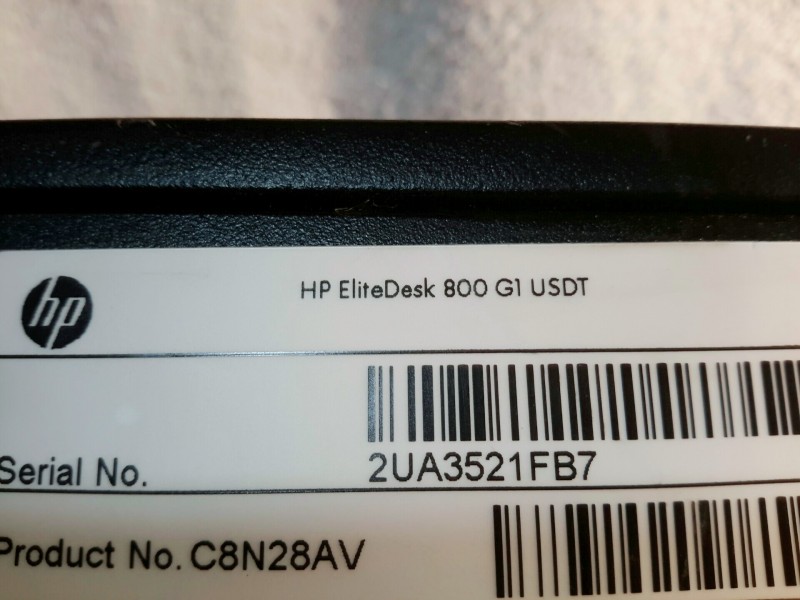 hp
HP EliteDesk 800 G1 USDT
Serial No. 2UA3521FB7
Product No. C8N28AV